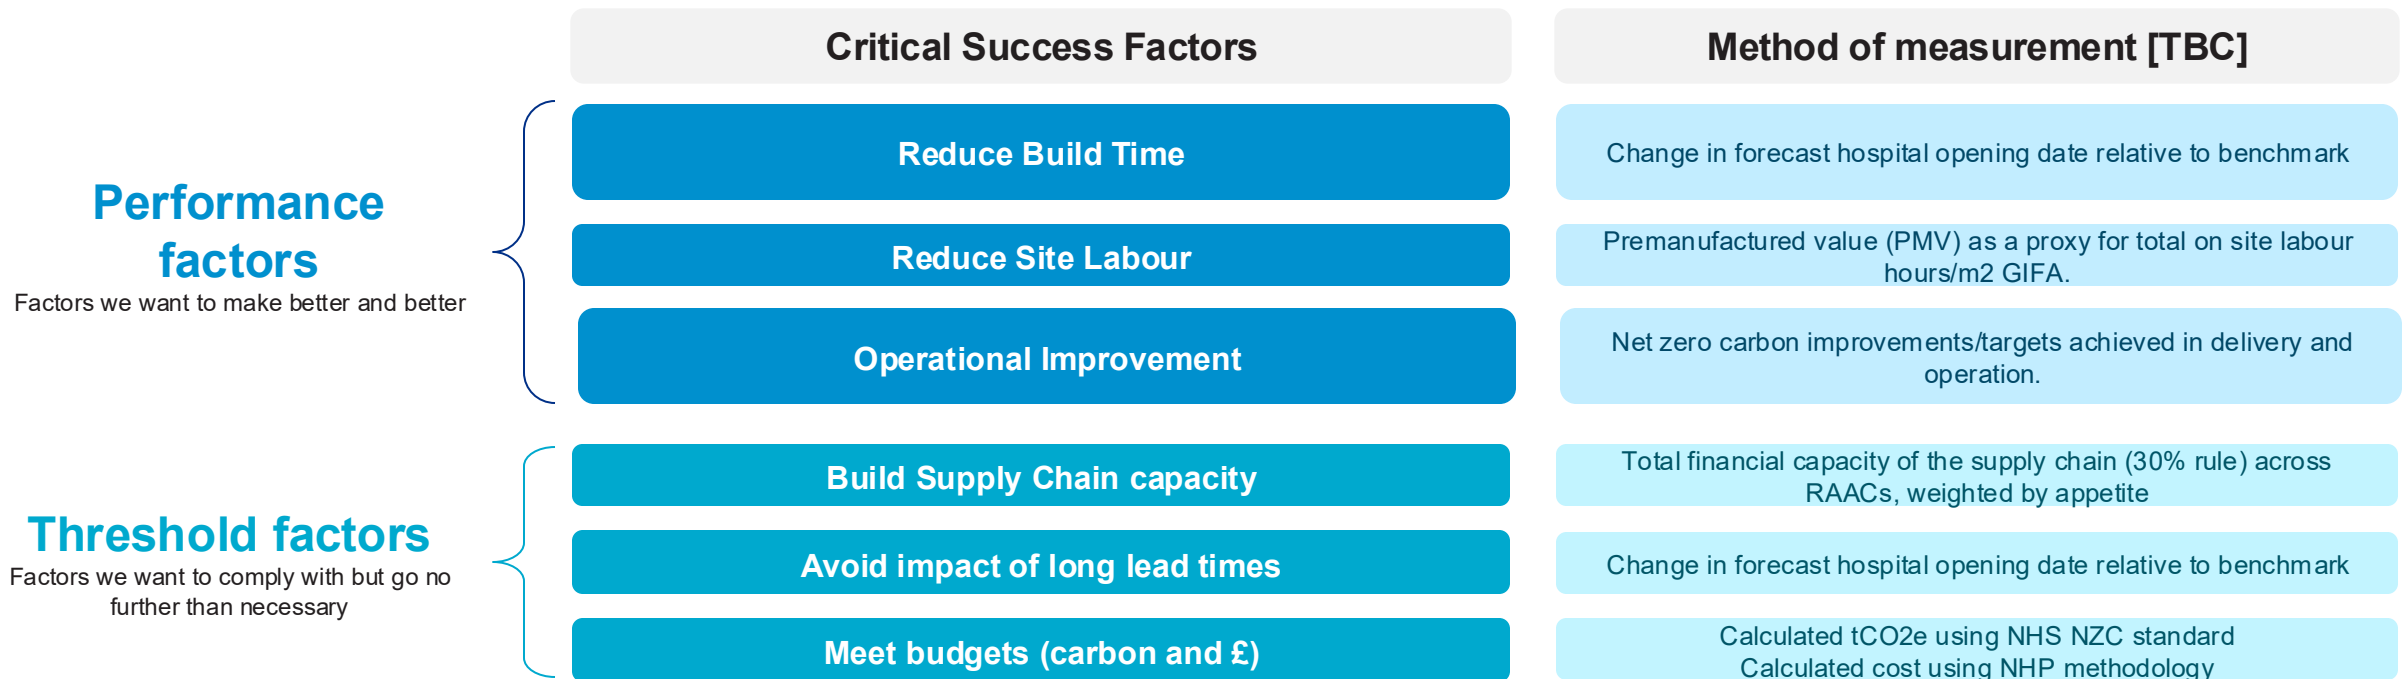 Critical Success Factors
Method of measurement [TBC]
Performance
factors
Factors we want to make better and better
Reduce Build Time
Change in forecast hospital opening date relative to benchmark
Reduce Site Labour
Premanufactured value (PMV) as a proxy for total on site labour
hours/m2 GIFA.
Operational Improvement
Net zero carbon improvements/targets achieved in delivery and
operation.
Threshold factors
Factors we want to comply with but go no
further than necessary
Build Supply Chain capacity
Total financial capacity of the supply chain (30% rule) across
RAACs, weighted by appetite
Avoid impact of long lead times
Change in forecast hospital opening date relative to benchmark
Meet budgets (carbon and £)
Calculated tCO2e using NHS NZC standard
Calculated cost using NHP methodology